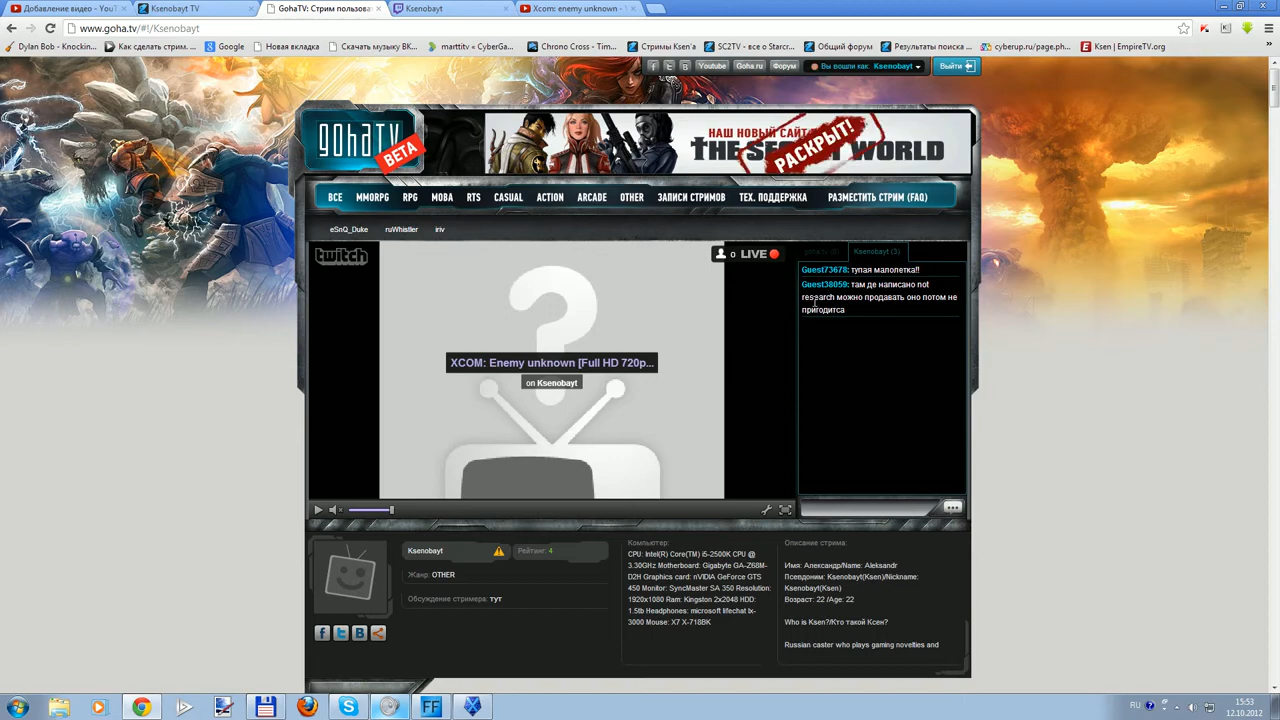 Добавление видео - YouT
Ksenobayt TV
GohaTV: Стрим пользова
Ksenobayt
Xcom: enemy unknown - V
www.goha.tv/#!/Ksenobayt
Dylan Bob - Knockin...
Как сделать стрим. ...
Google
Новая вкладка
Скачать музыку ВК...
marttitv - CyberGa...
Chrono Cross - Tim...
Стримы Ksen'a
SC2TV - все о Starcr...
Общий форум
Результаты поиска ...
cyberup.ru/page.ph...
Ksen | EmpireTV.org
Youtube
Goha.ru
Форум
Вы вошли как: Ksenobayt
Выйти
gohaTV
BETA
НАШ НОВЫЙ САЙТ
THE SECRET WORLD
РАСКРЫТ!
ВСЕ MMORPG RPG MOBA RTS CASUAL ACTION ARCADE OTHER ЗАПИСИ СТРИМОВ ТЕХ. ПОДДЕРЖКА РАЗМЕСТИТЬ СТРИМ (FAQ)
eSnQ_Duke ruWhistler iriv
twitch
0 LIVE
Ksenobayt (3)
Guest73678: тупая малолетка!!
Guest38059: там де написано not
research можно продавать оно потом не
пригодитса
XCOM: Enemy unknown [Full HD 720p...
on Ksenobayt
Ksenobayt
Рейтинг: 4
Жанр: OTHER
Обсуждение стримера: тут
Компьютер:
CPU: Intel(R) Core(TM) i5-2500K CPU @
3.30GHz Motherboard: Gigabyte GA-Z68M-
D2H Graphics card: nVIDIA GeForce GTS
450 Monitor: SyncMaster SA 350 Resolution:
1920x1080 Ram: Kingston 2x2048 HDD:
1.5tb Headphones: microsoft lifechat lx-
3000 Mouse: X7 X-718BK
Описание стрима:
Имя: Александр/Name: Aleksandr
Псевдоним: Ksenobayt(Ksen)/Nickname:
Ksenobayt(Ksen)
Возраст: 22 /Age: 22
Who is Ksen?/Кто такой Ксен?
Russian caster who plays gaming novelties and
RU
15:53
12.10.2012